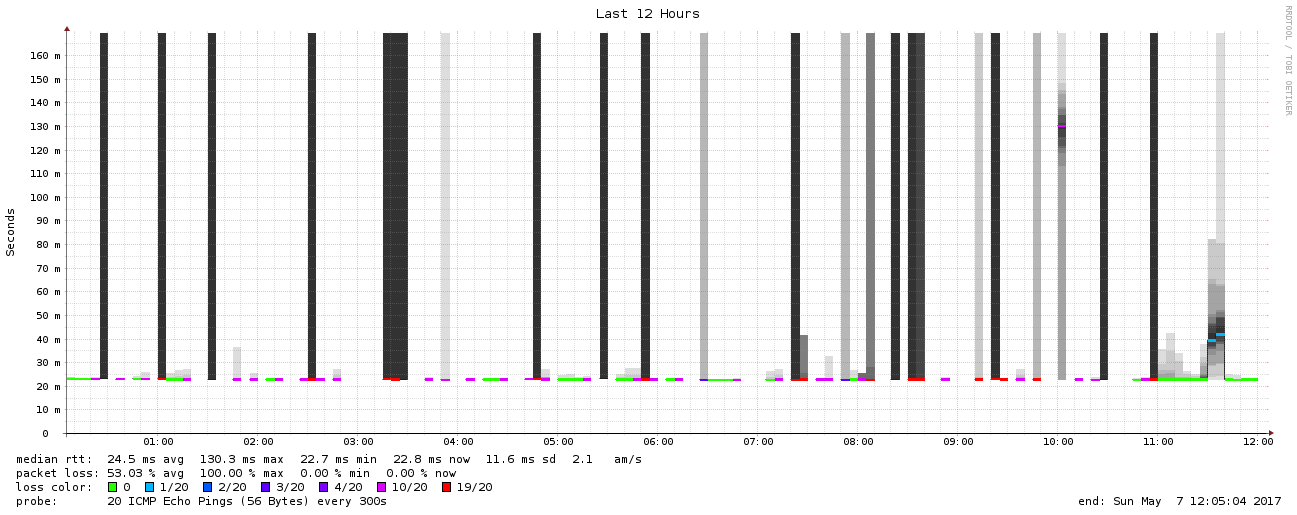 Last 12 Hours
RRDTOOL / TOBI OETIKER
Seconds
160 m
150 m
140 m
130 m
120 m
110 m
100 m
90 m
80 m
70 m
60 m
50 m
40 m
30 m
20 m
10 m
0
01:00 02:00 03:00 04:00 05:00 06:00 07:00 08:00 09:00 10:00 11:00 12:00
median rtt: 24.5 ms avg 130.3 ms max 22.7 ms min 22.8 ms now 11.6 ms sd 2.1 am/s
packet loss: 53.03 % avg 100.00 % max 0.00 % min 0.00 % now
loss color: 0 1/20 2/20 3/20 4/20 10/20 19/20
probe: 20 ICMP Echo Pings (56 Bytes) every 300s end: Sun May 7 12:05:04 2017